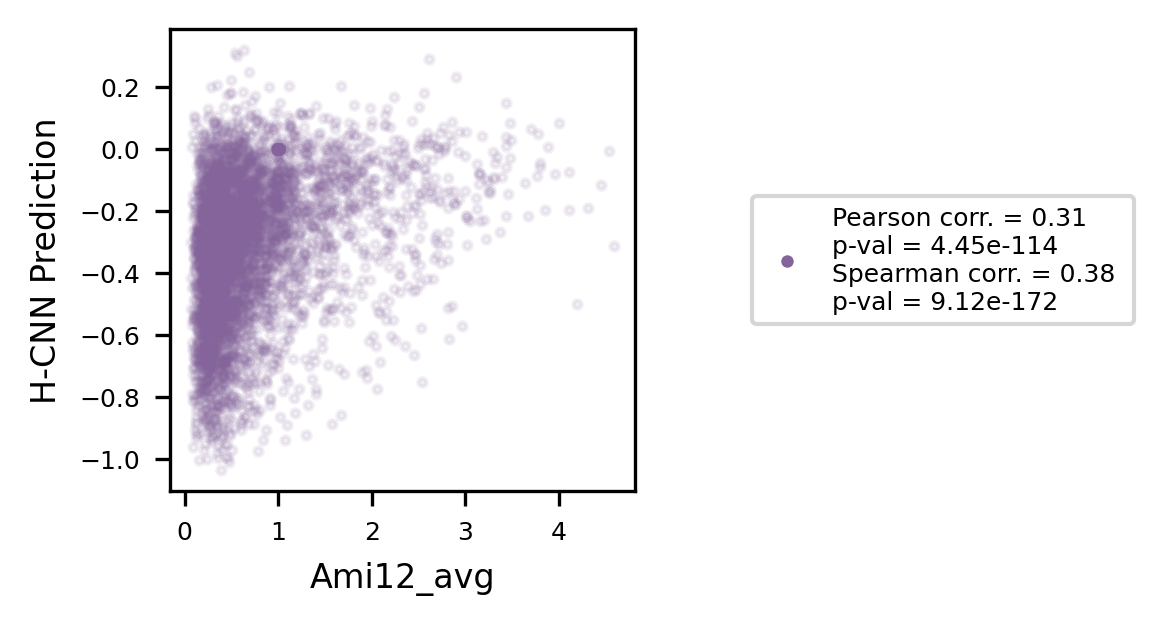 H-CNN Prediction
0.2
0.0
−0.2
−0.4
−0.6
−0.8
−1.0
0 1 2 3 4
Ami12_avg
Pearson corr. = 0.31
p-val = 4.45e-114
Spearman corr. = 0.38
p-val = 9.12e-172